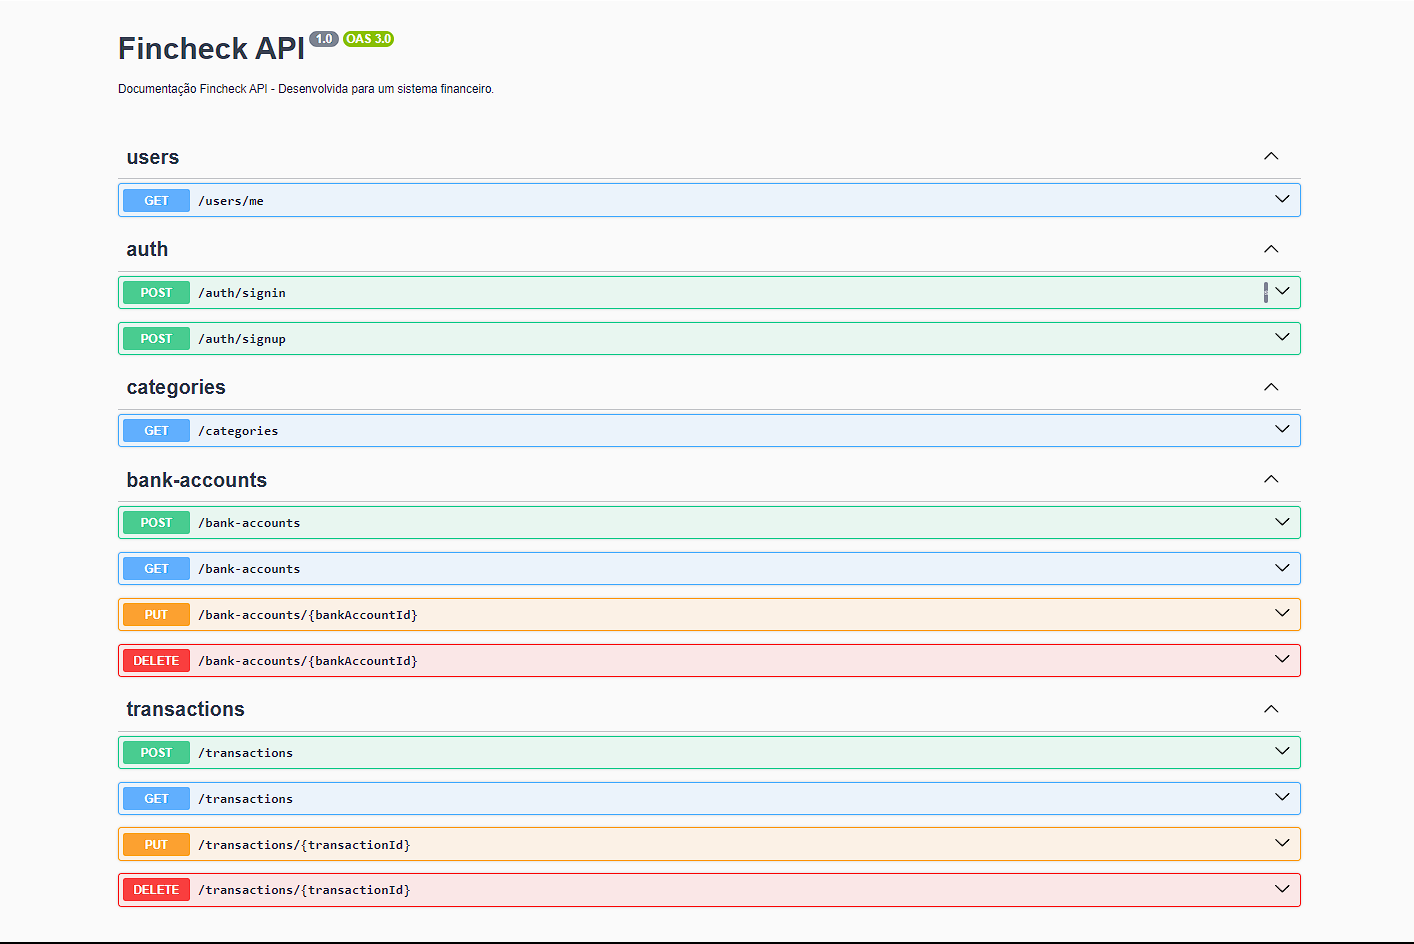 Fincheck API 1.0 OAS 3.0
Documentação Fincheck API - Desenvolvida para um sistema financeiro.
users
GET /users/me
auth
POST /auth/signin
POST /auth/signup
categories
GET /categories
bank-accounts
POST /bank-accounts
GET /bank-accounts
PUT /bank-accounts/{bankAccountId}
DELETE /bank-accounts/{bankAccountId}
transactions
POST /transactions
GET /transactions
PUT /transactions/{transactionId}
DELETE /transactions/{transactionId}